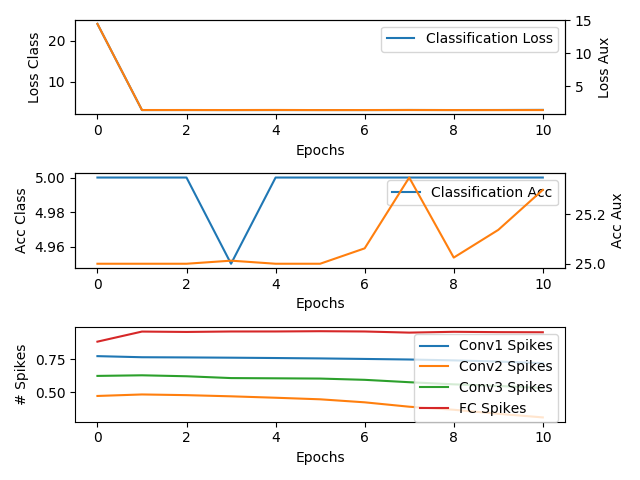 Classification Loss
Loss Class
20
10
15
10
5
Loss Aux
0 2 4 6 8 10
Epochs
Classification Acc
Acc Class
5.00
4.98
4.96
25.2
25.0
Acc Aux
0 2 4 6 8 10
Epochs
# Spikes
0.75
0.50
Conv1 Spikes
Conv2 Spikes
Conv3 Spikes
FC Spikes
0 2 4 6 8 10
Epochs